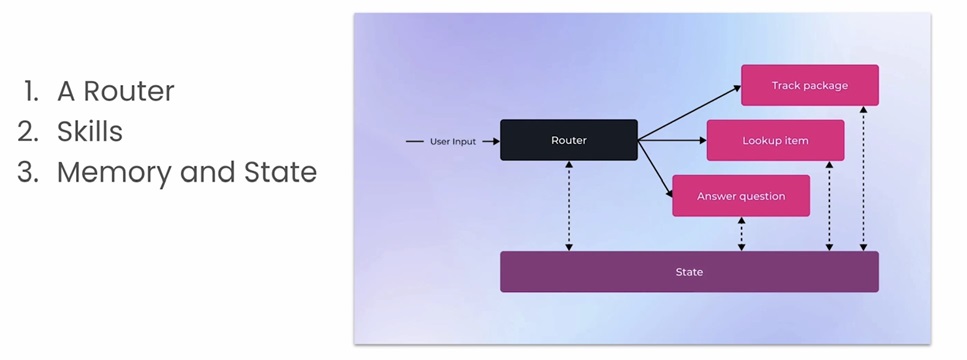 1. A Router
2. Skills
3. Memory and State
Track package
User Input
Router
Lookup item
Answer question
State